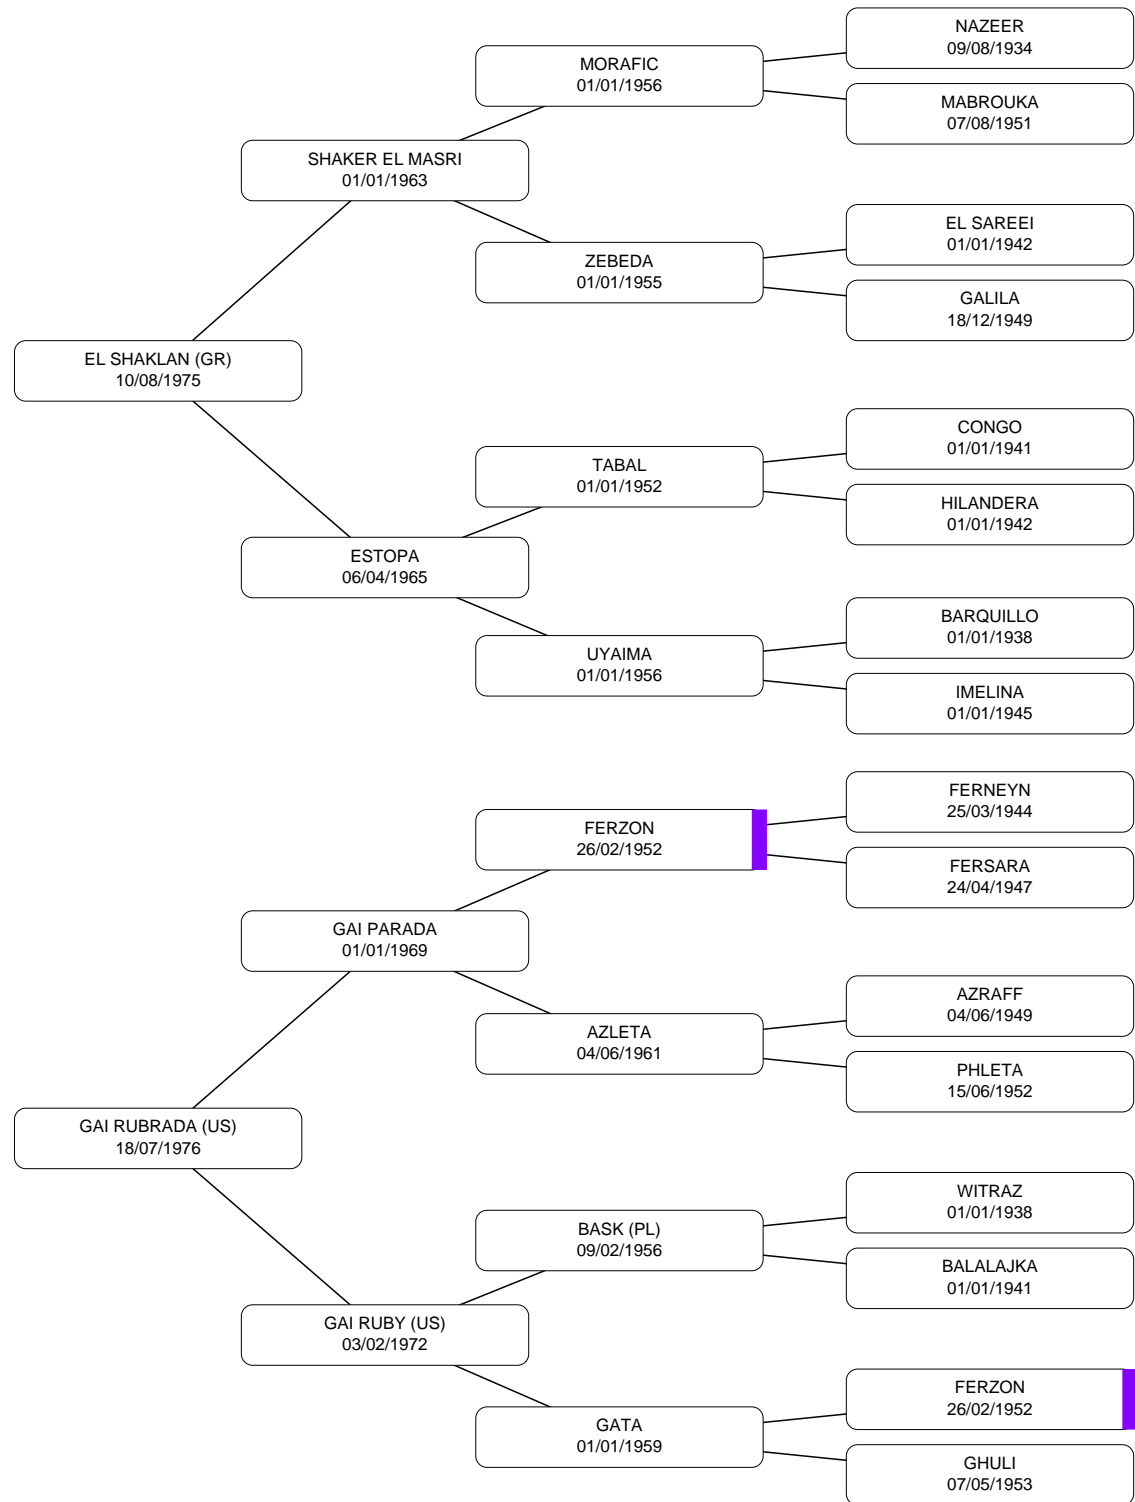 NAZEER
09/08/1934
MORAFIC
01/01/1956
MABROUKA
07/08/1951
SHAKER EL MASRI
01/01/1963
EL SAREEI
01/01/1942
ZEBEDA
01/01/1955
GALILA
18/12/1949
EL SHAKLAN (GR)
10/08/1975
CONGO
01/01/1941
TABAL
01/01/1952
HILANDERA
01/01/1942
ESTOPA
06/04/1965
BARQUILLO
01/01/1938
UYAIMA
01/01/1956
IMELINA
01/01/1945
FERNEYN
25/03/1944
FERZON
26/02/1952
FERSARA
24/04/1947
GAI PARADA
01/01/1969
AZRAFF
04/06/1949
AZLETA
04/06/1961
PHLETA
15/06/1952
GAI RUBRADA (US)
18/07/1976
WITRAZ
01/01/1938
BASK (PL)
09/02/1956
BALALAJKA
01/01/1941
GAI RUBY (US)
03/02/1972
FERZON
26/02/1952
GATA
01/01/1959
GHULI
07/05/1953